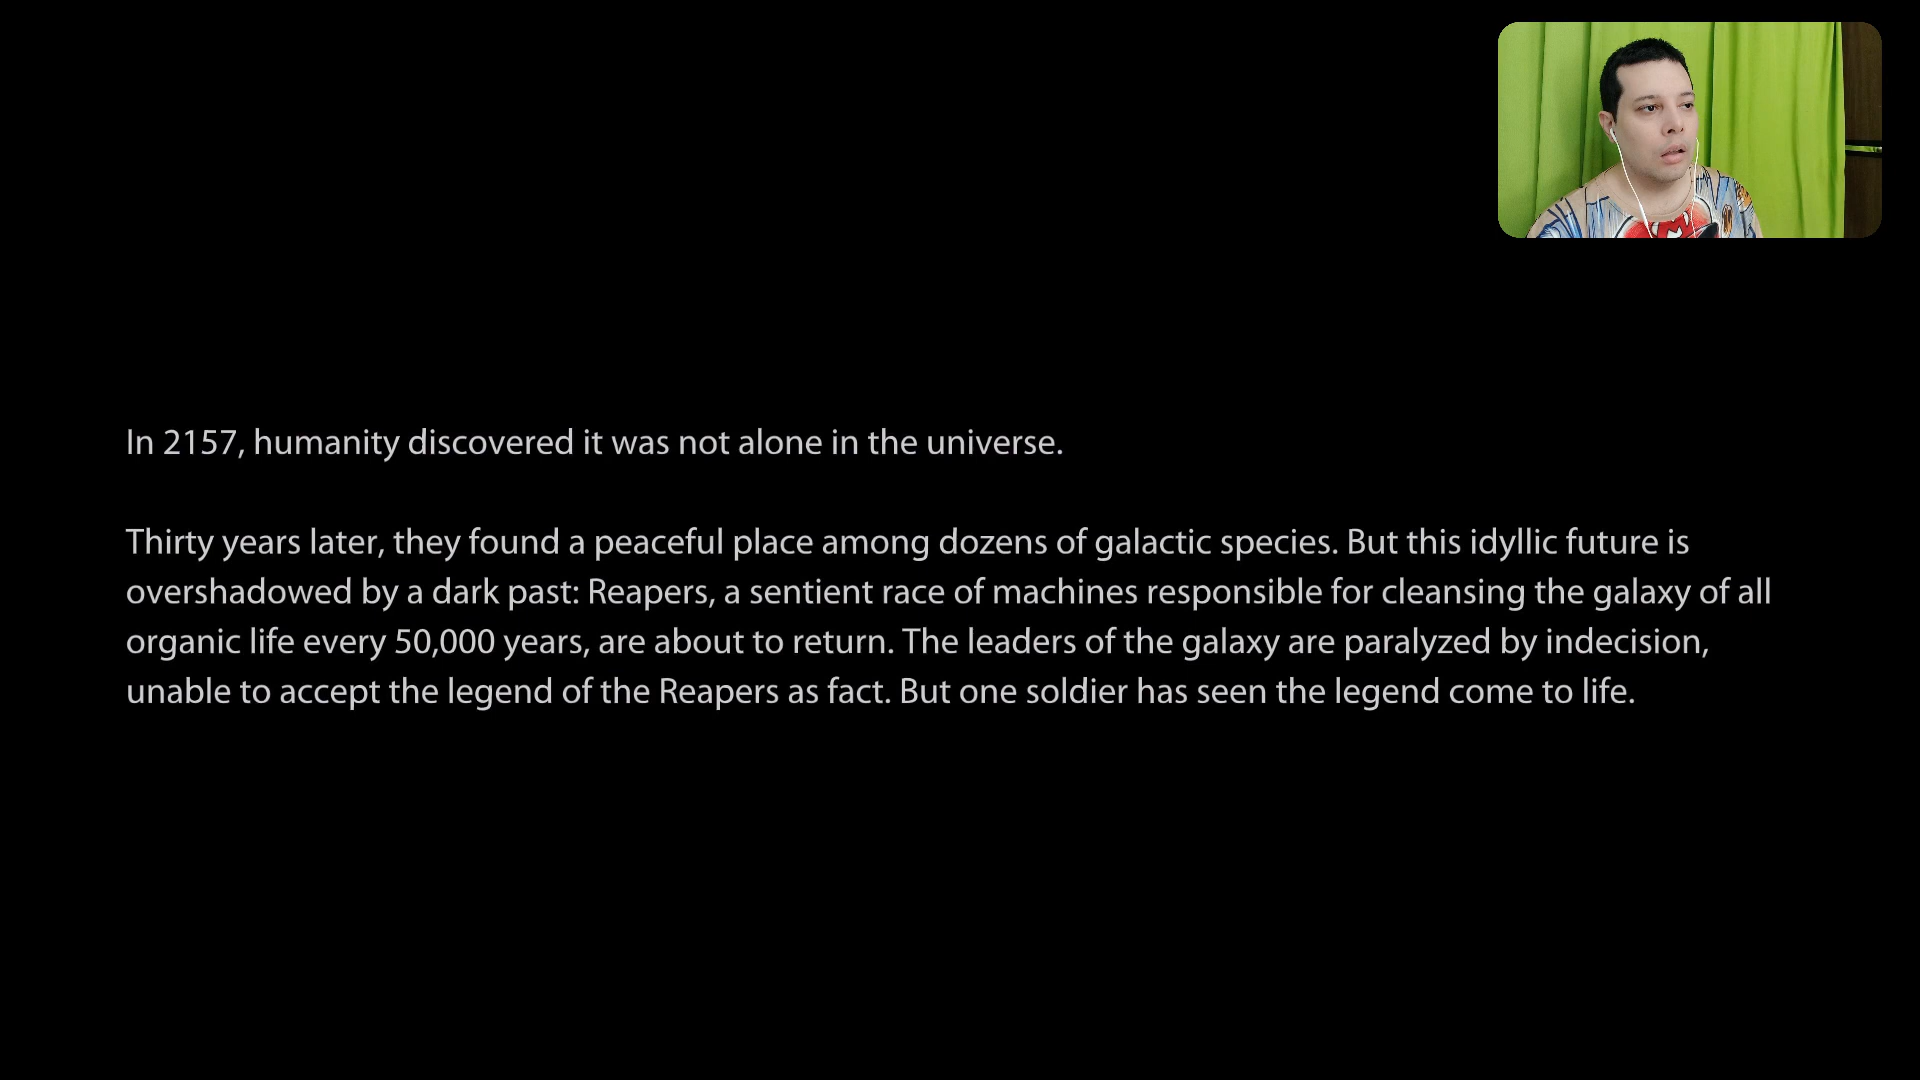 In 2157, humanity discovered it was not alone in the universe.
Thirty years later, they found a peaceful place among dozens of galactic species. But this idyllic future is
overshadowed by a dark past: Reapers, a sentient race of machines responsible for cleansing the galaxy of all
organic life every 50,000 years, are about to return. The leaders of the galaxy are paralyzed by indecision,
unable to accept the legend of the Reapers as fact. But one soldier has seen the legend come to life.